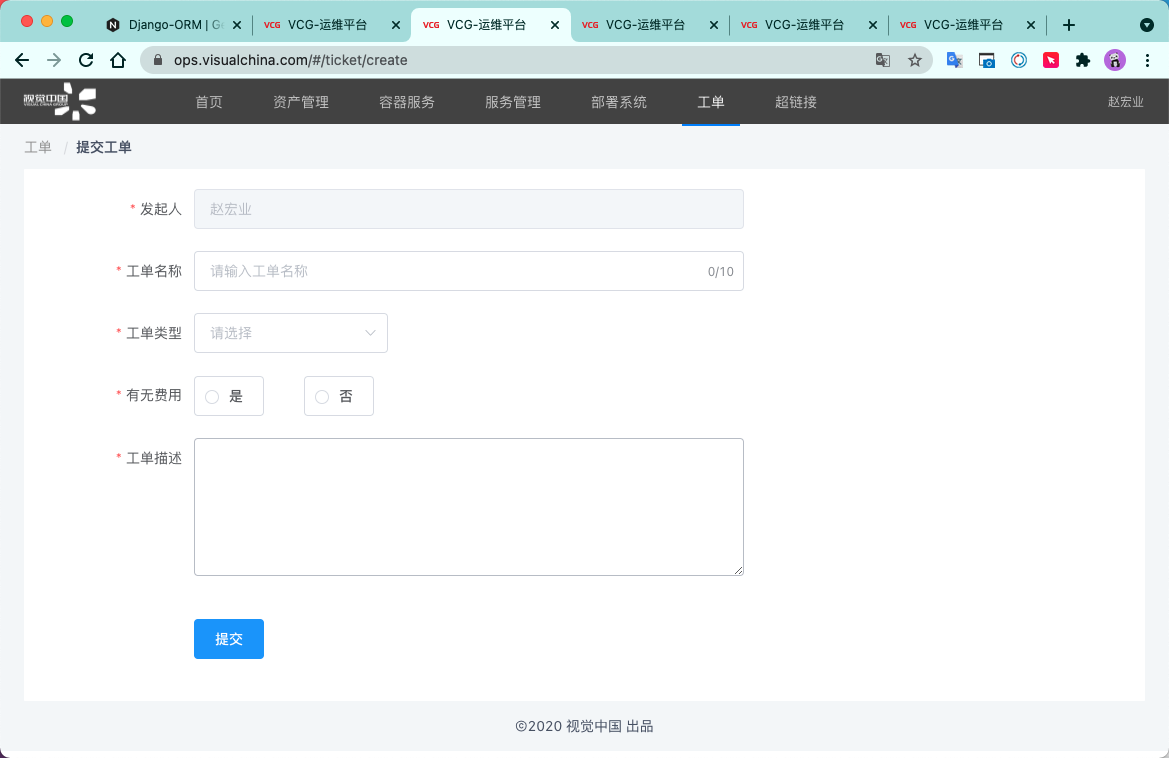 Django-ORM | G
VCG VCG-运维平台
VCG VCG-运维平台
VCG VCG-运维平台
VCG VCG-运维平台
VCG VCG-运维平台
ops.visualchina.com/#/ticket/create
视觉中国
VISUAL CHINA GROUP
首页
资产管理
容器服务
服务管理
部署系统
工单
超链接
赵宏业
工单 / 提交工单
* 发起人
赵宏业
* 工单名称
请输入工单名称
0/10
* 工单类型
请选择
* 有无费用
是
否
* 工单描述
提交
©2020 视觉中国 出品